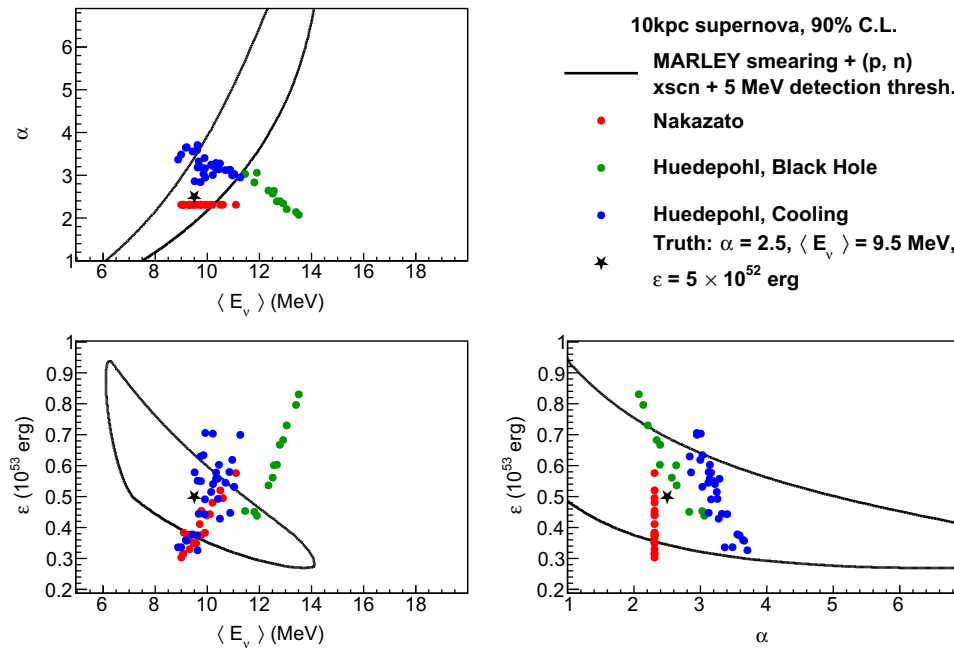 10kpc supernova, 90% C.L.
MARLEY smearing + (p, n)
xscn + 5 MeV detection thresh.
Nakazato
Huedepohl, Black Hole
Huedepohl, Cooling
Truth: α = 2.5, ⟨ E_ν ⟩ = 9.5 MeV,
ε = 5 × 10^52 erg
α
6
5
4
3
2
1
6 8 10 12 14 16 18
⟨ E_ν ⟩ (MeV)
ε (10^53 erg)
1
0.9
0.8
0.7
0.6
0.5
0.4
0.3
0.2
6 8 10 12 14 16 18
⟨ E_ν ⟩ (MeV)
ε (10^53 erg)
1
0.9
0.8
0.7
0.6
0.5
0.4
0.3
0.2
1 2 3 4 5 6
α